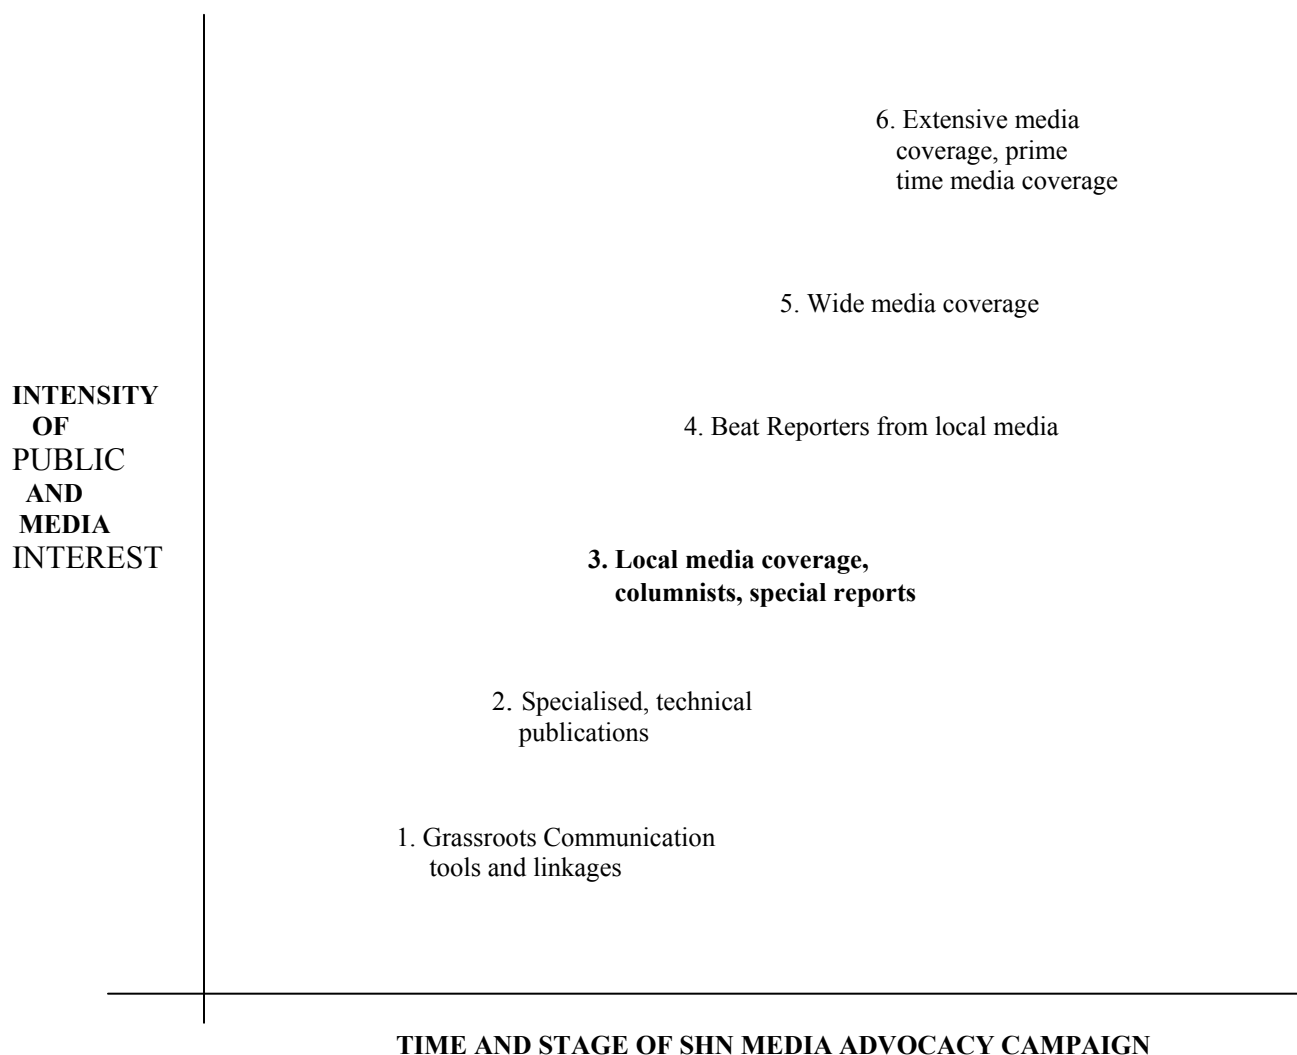 6. Extensive media
coverage, prime
time media coverage
5. Wide media coverage
INTENSITY
OF
PUBLIC
AND
MEDIA
INTEREST
4. Beat Reporters from local media
3. Local media coverage,
columnists, special reports
2. Specialised, technical
publications
1. Grassroots Communication
tools and linkages
TIME AND STAGE OF SHN MEDIA ADVOCACY CAMPAIGN